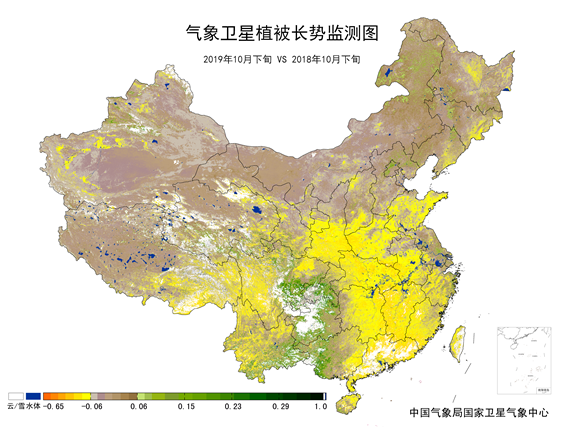 气象卫星植被长势监测图
2019年10月下旬 VS 2018年10月下旬
云/雪水体 -0.65 -0.06 0.06 0.15 0.23 0.29 1.0
中国气象局国家卫星气象中心